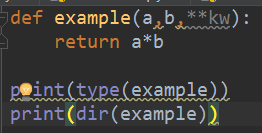 def example(a,b,**kw):
    return a*b
print(type(example))
print(dir(example))